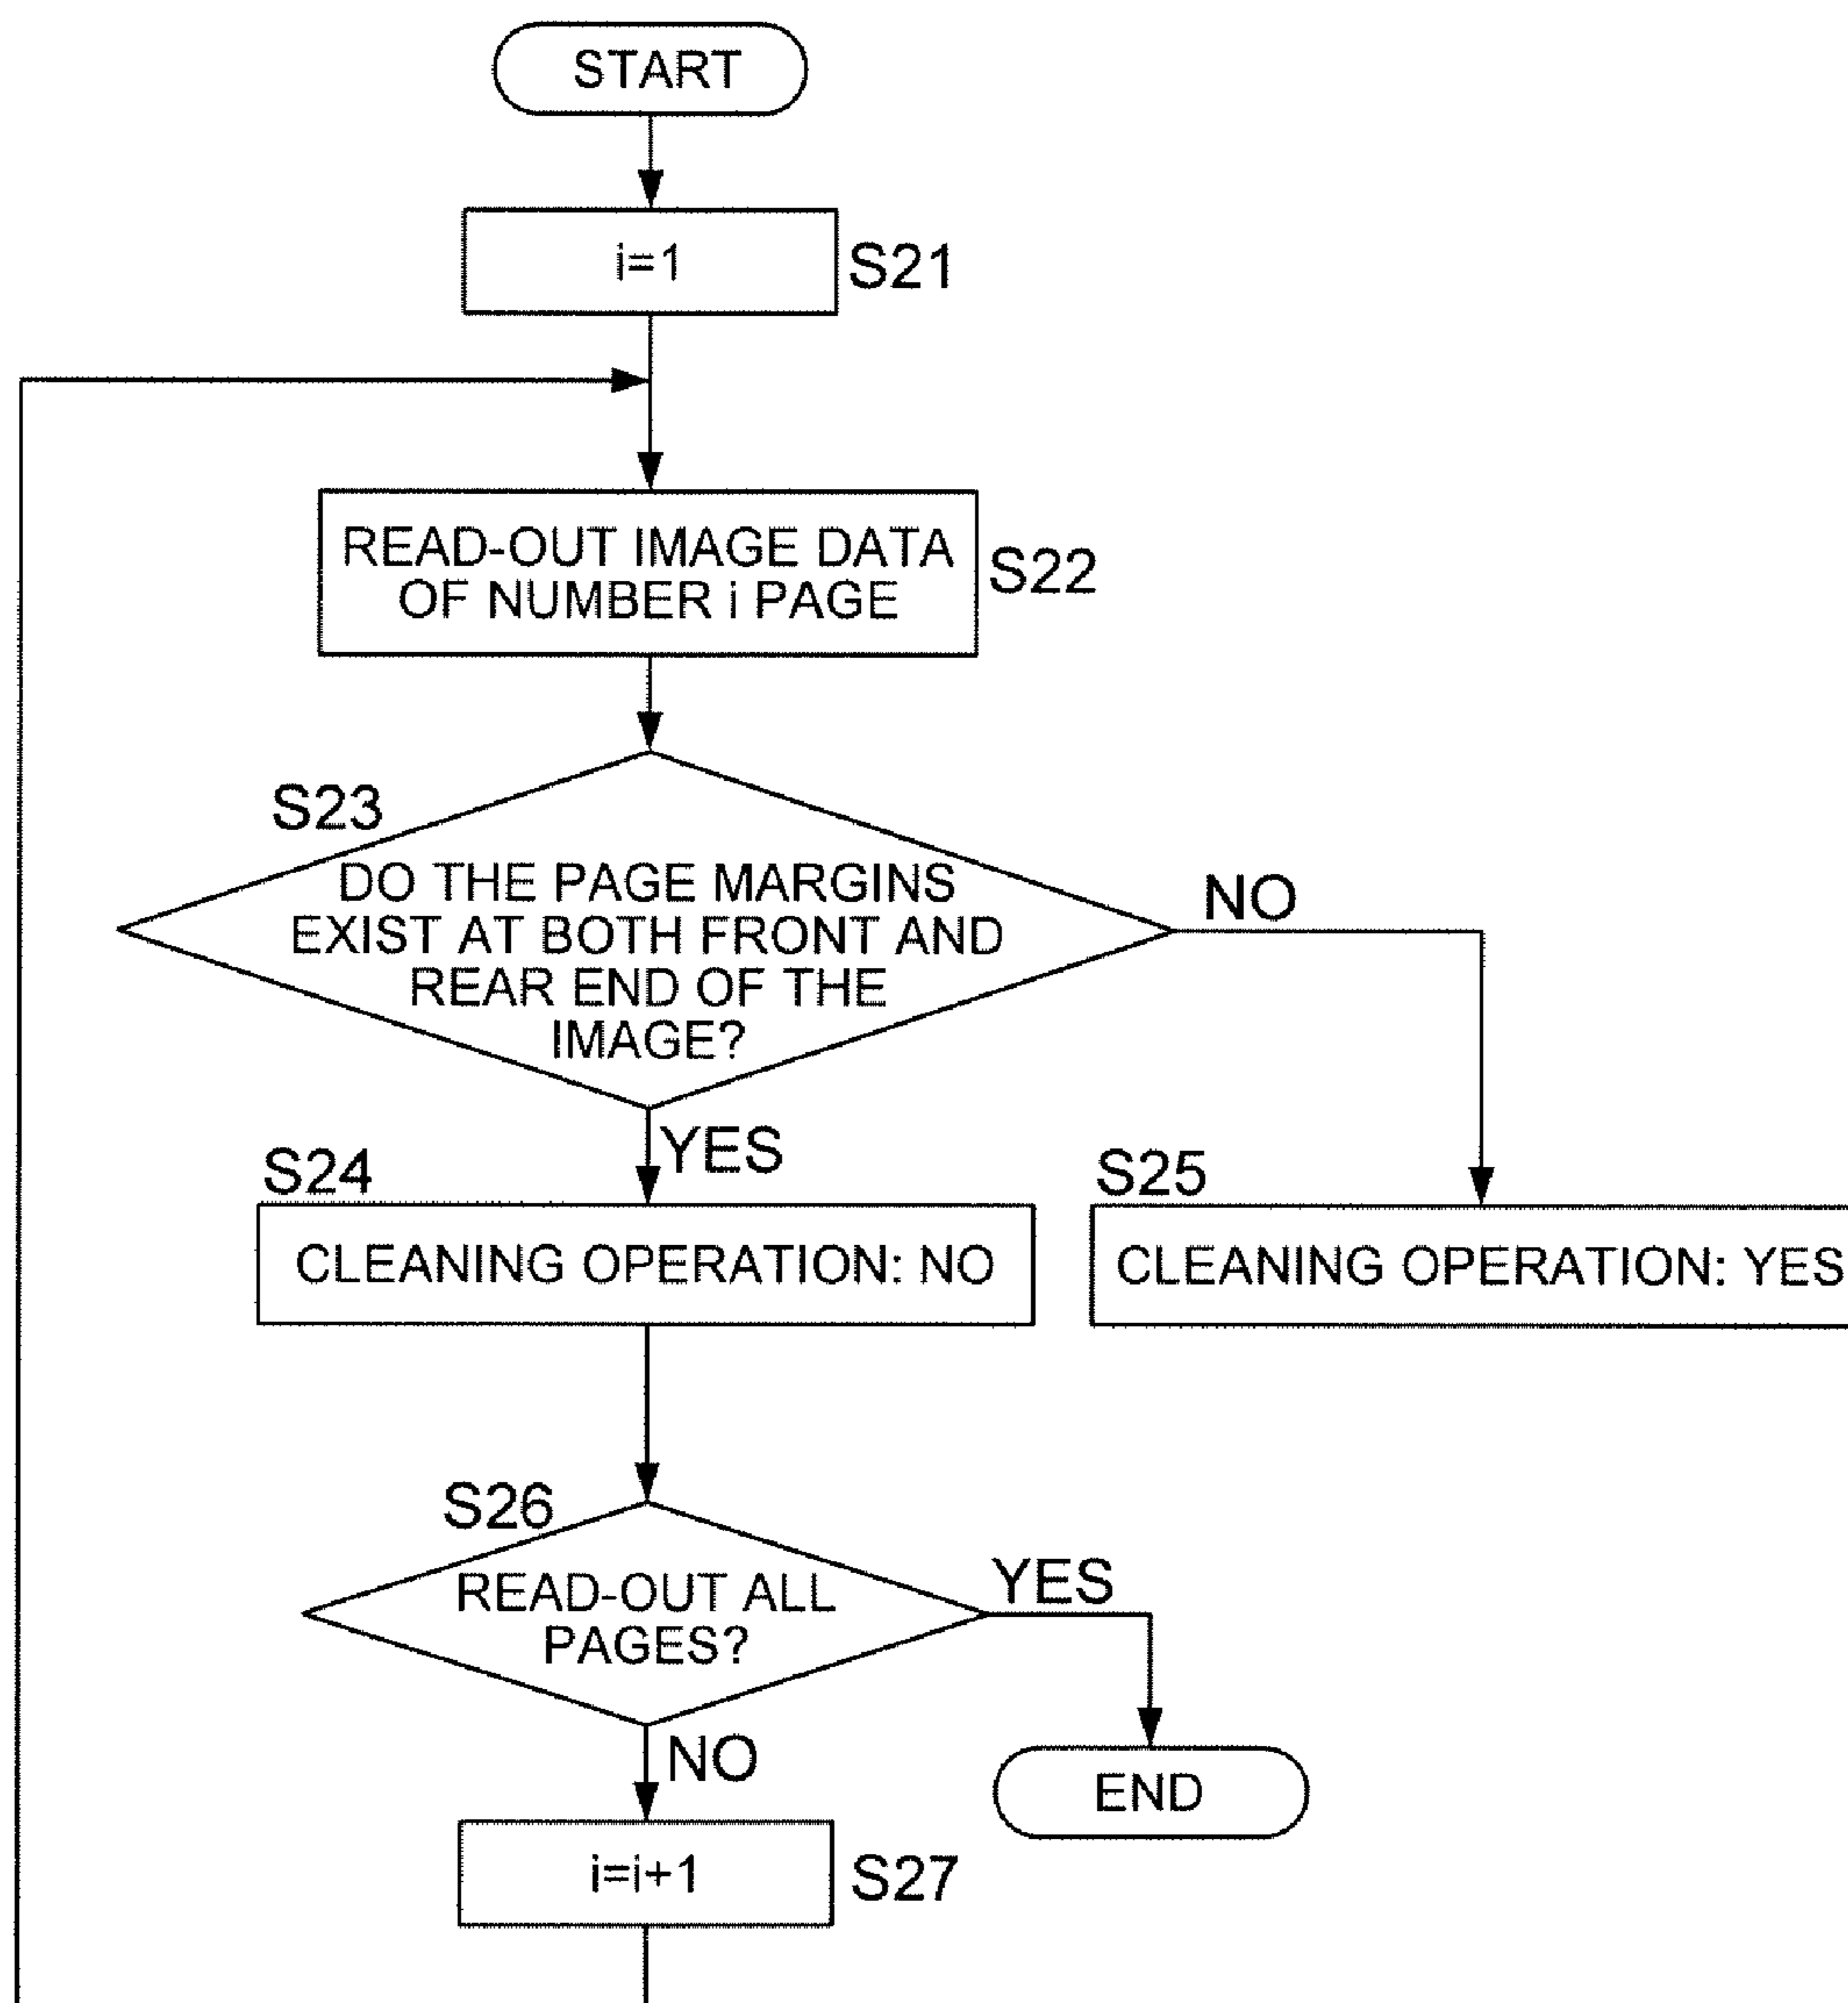 START
i=1
S21
READ-OUT IMAGE DATA
OF NUMBER i PAGE
S22
S23
DO THE PAGE MARGINS
EXIST AT BOTH FRONT AND
REAR END OF THE
IMAGE?
NO
YES
S24
CLEANING OPERATION: NO
S25
CLEANING OPERATION: YES
S26
READ-OUT ALL
PAGES?
YES
NO
END
i=i+1
S27